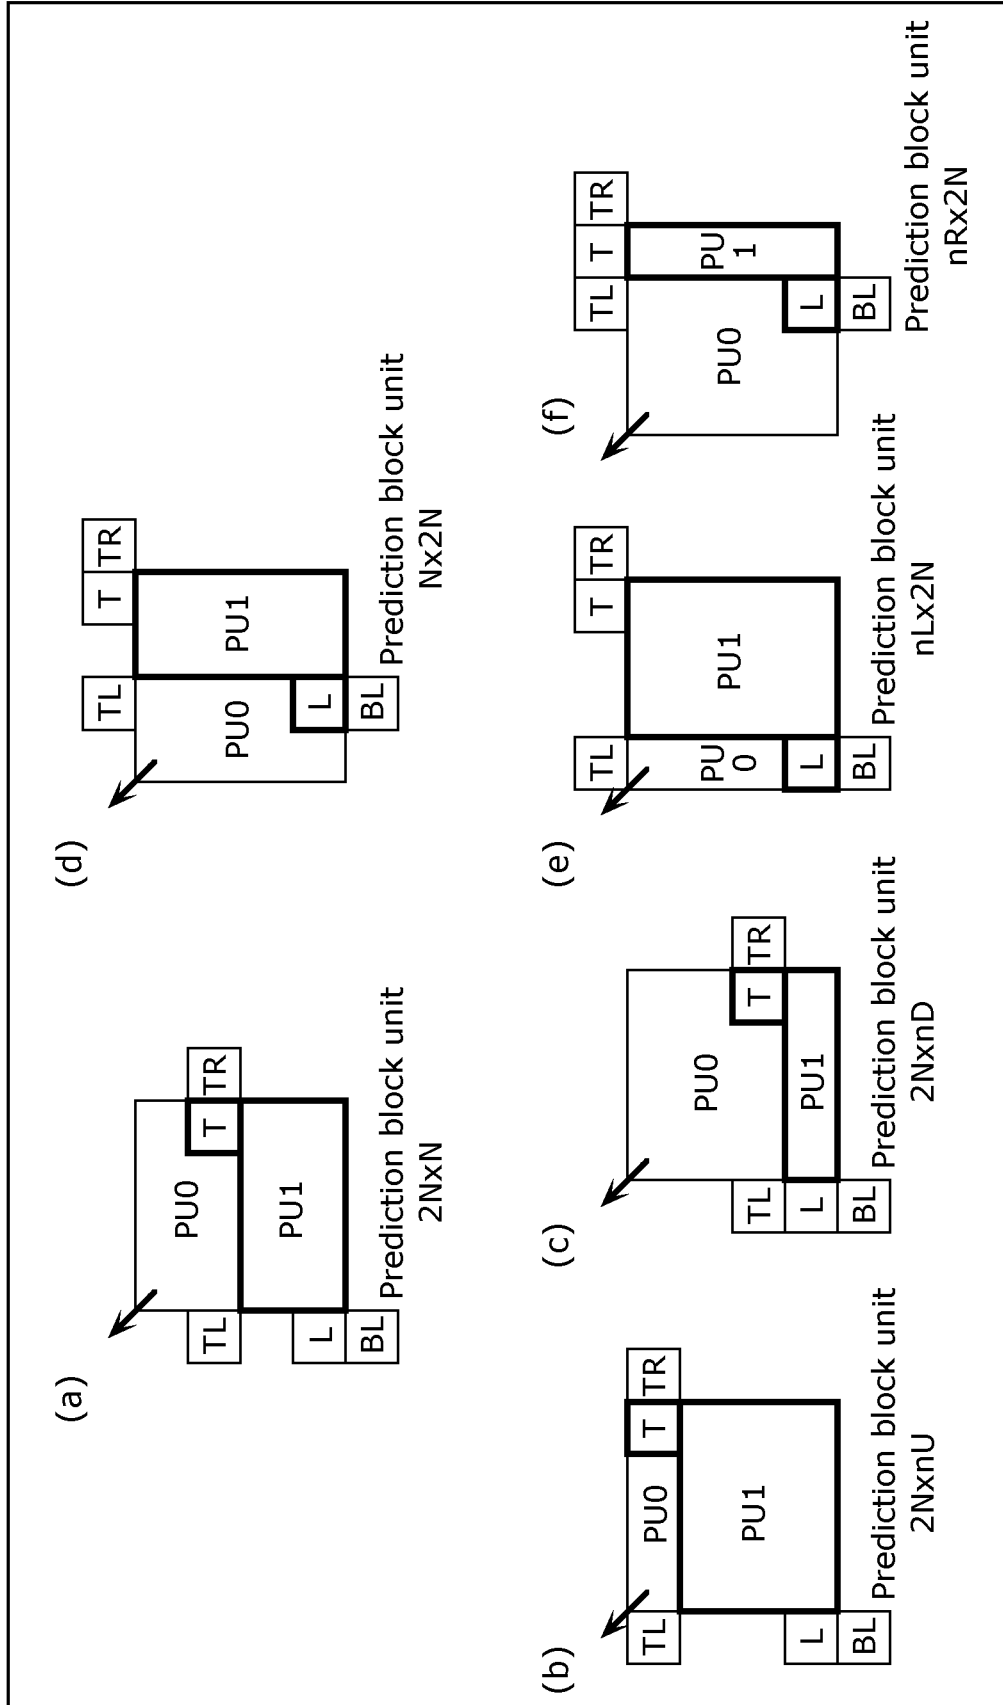 (a)
PU0
T
TR
TL
PU1
L
BL
Prediction block unit
2NxN
(d)
TL
T
TR
PU0
PU1
L
BL
Prediction block unit
Nx2N
(b)
TL
PU0
T
TR
PU1
L
BL
Prediction block unit
2NxnU
(c)
PU0
TL
T
TR
L
PU1
BL
Prediction block unit
2NxnD
(e)
TL
T
TR
PU
0
PU1
L
BL
Prediction block unit
nLx2N
(f)
TL
T
TR
PU0
PU
1
L
BL
Prediction block unit
nRx2N